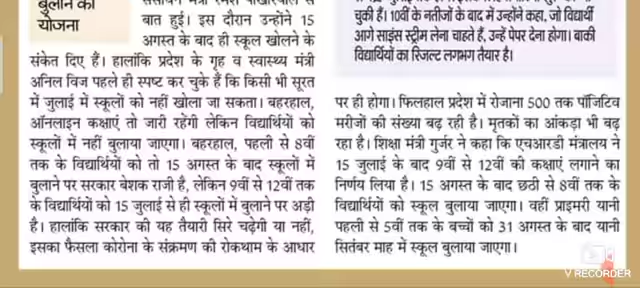 बुलाने की
योजना
बात हुई। इस दौरान उन्होंने 15
अगस्त के बाद ही स्कूल खोलने के
संकेत दिए हैं। हालांकि प्रदेश के गृह व स्वास्थ्य मंत्री
अनिल विज पहले ही स्पष्ट कर चुके हैं कि किसी भी सूरत
में जुलाई में स्कूलों को नहीं खोला जा सकता। बहरहाल,
ऑनलाइन कक्षाएं तो जारी रहेंगी लेकिन विद्यार्थियों को
स्कूलों में नहीं बुलाया जाएगा। बहरहाल, पहली से 8वीं
तक के विद्यार्थियों को तो 15 अगस्त के बाद स्कूलों में
बुलाने पर सरकार बेशक राजी है, लेकिन 9वीं से 12वीं तक
के विद्यार्थियों को 15 जुलाई से ही स्कूलों में बुलाने पर अड़ी
है। हालांकि सरकार की यह तैयारी सिरे चढ़ेगी या नहीं,
इसका फैसला कोरोना के संक्रमण की रोकथाम के आधार
चुकी हैं। 10वीं के नतीजों के बाद में उन्होंने कहा, जो विद्यार्थी
आगे साइंस स्ट्रीम लेना चाहते हैं, उन्हें पेपर देना होगा। बाकी
विद्यार्थियों का रिजल्ट लगभग तैयार है।
पर ही होगा। फिलहाल प्रदेश में रोजाना 500 तक पॉजिटिव
मरीजों की संख्या बढ़ रही है। मृतकों का आंकड़ा भी बढ़
रहा है। शिक्षा मंत्री गुर्जर ने कहा कि एचआरडी मंत्रालय ने
15 जुलाई के बाद 9वीं से 12वीं की कक्षाएं लगाने का
निर्णय लिया है। 15 अगस्त के बाद छठी से 8वीं तक के
विद्यार्थियों को स्कूल बुलाया जाएगा। वहीं प्राइमरी यानी
पहली से 5वीं तक के बच्चों को 31 अगस्त के बाद यानी
सितंबर माह में स्कूल बुलाया जाएगा।
V RECORDER